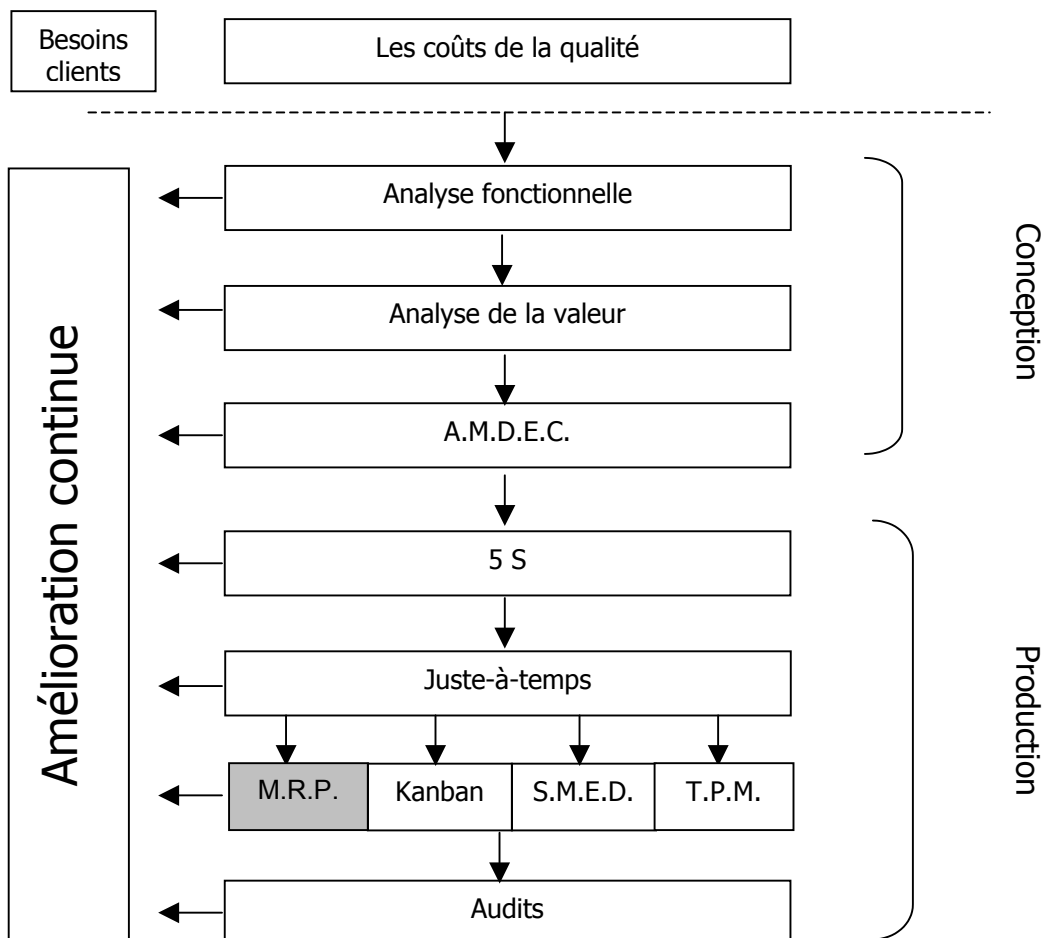 Besoins
clients
Les coûts de la qualité
Analyse fonctionnelle
Analyse de la valeur
A.M.D.E.C.
Conception
Amélioration continue
5 S
Juste-à-temps
M.R.P.
Kanban
S.M.E.D.
T.P.M.
Audits
Production